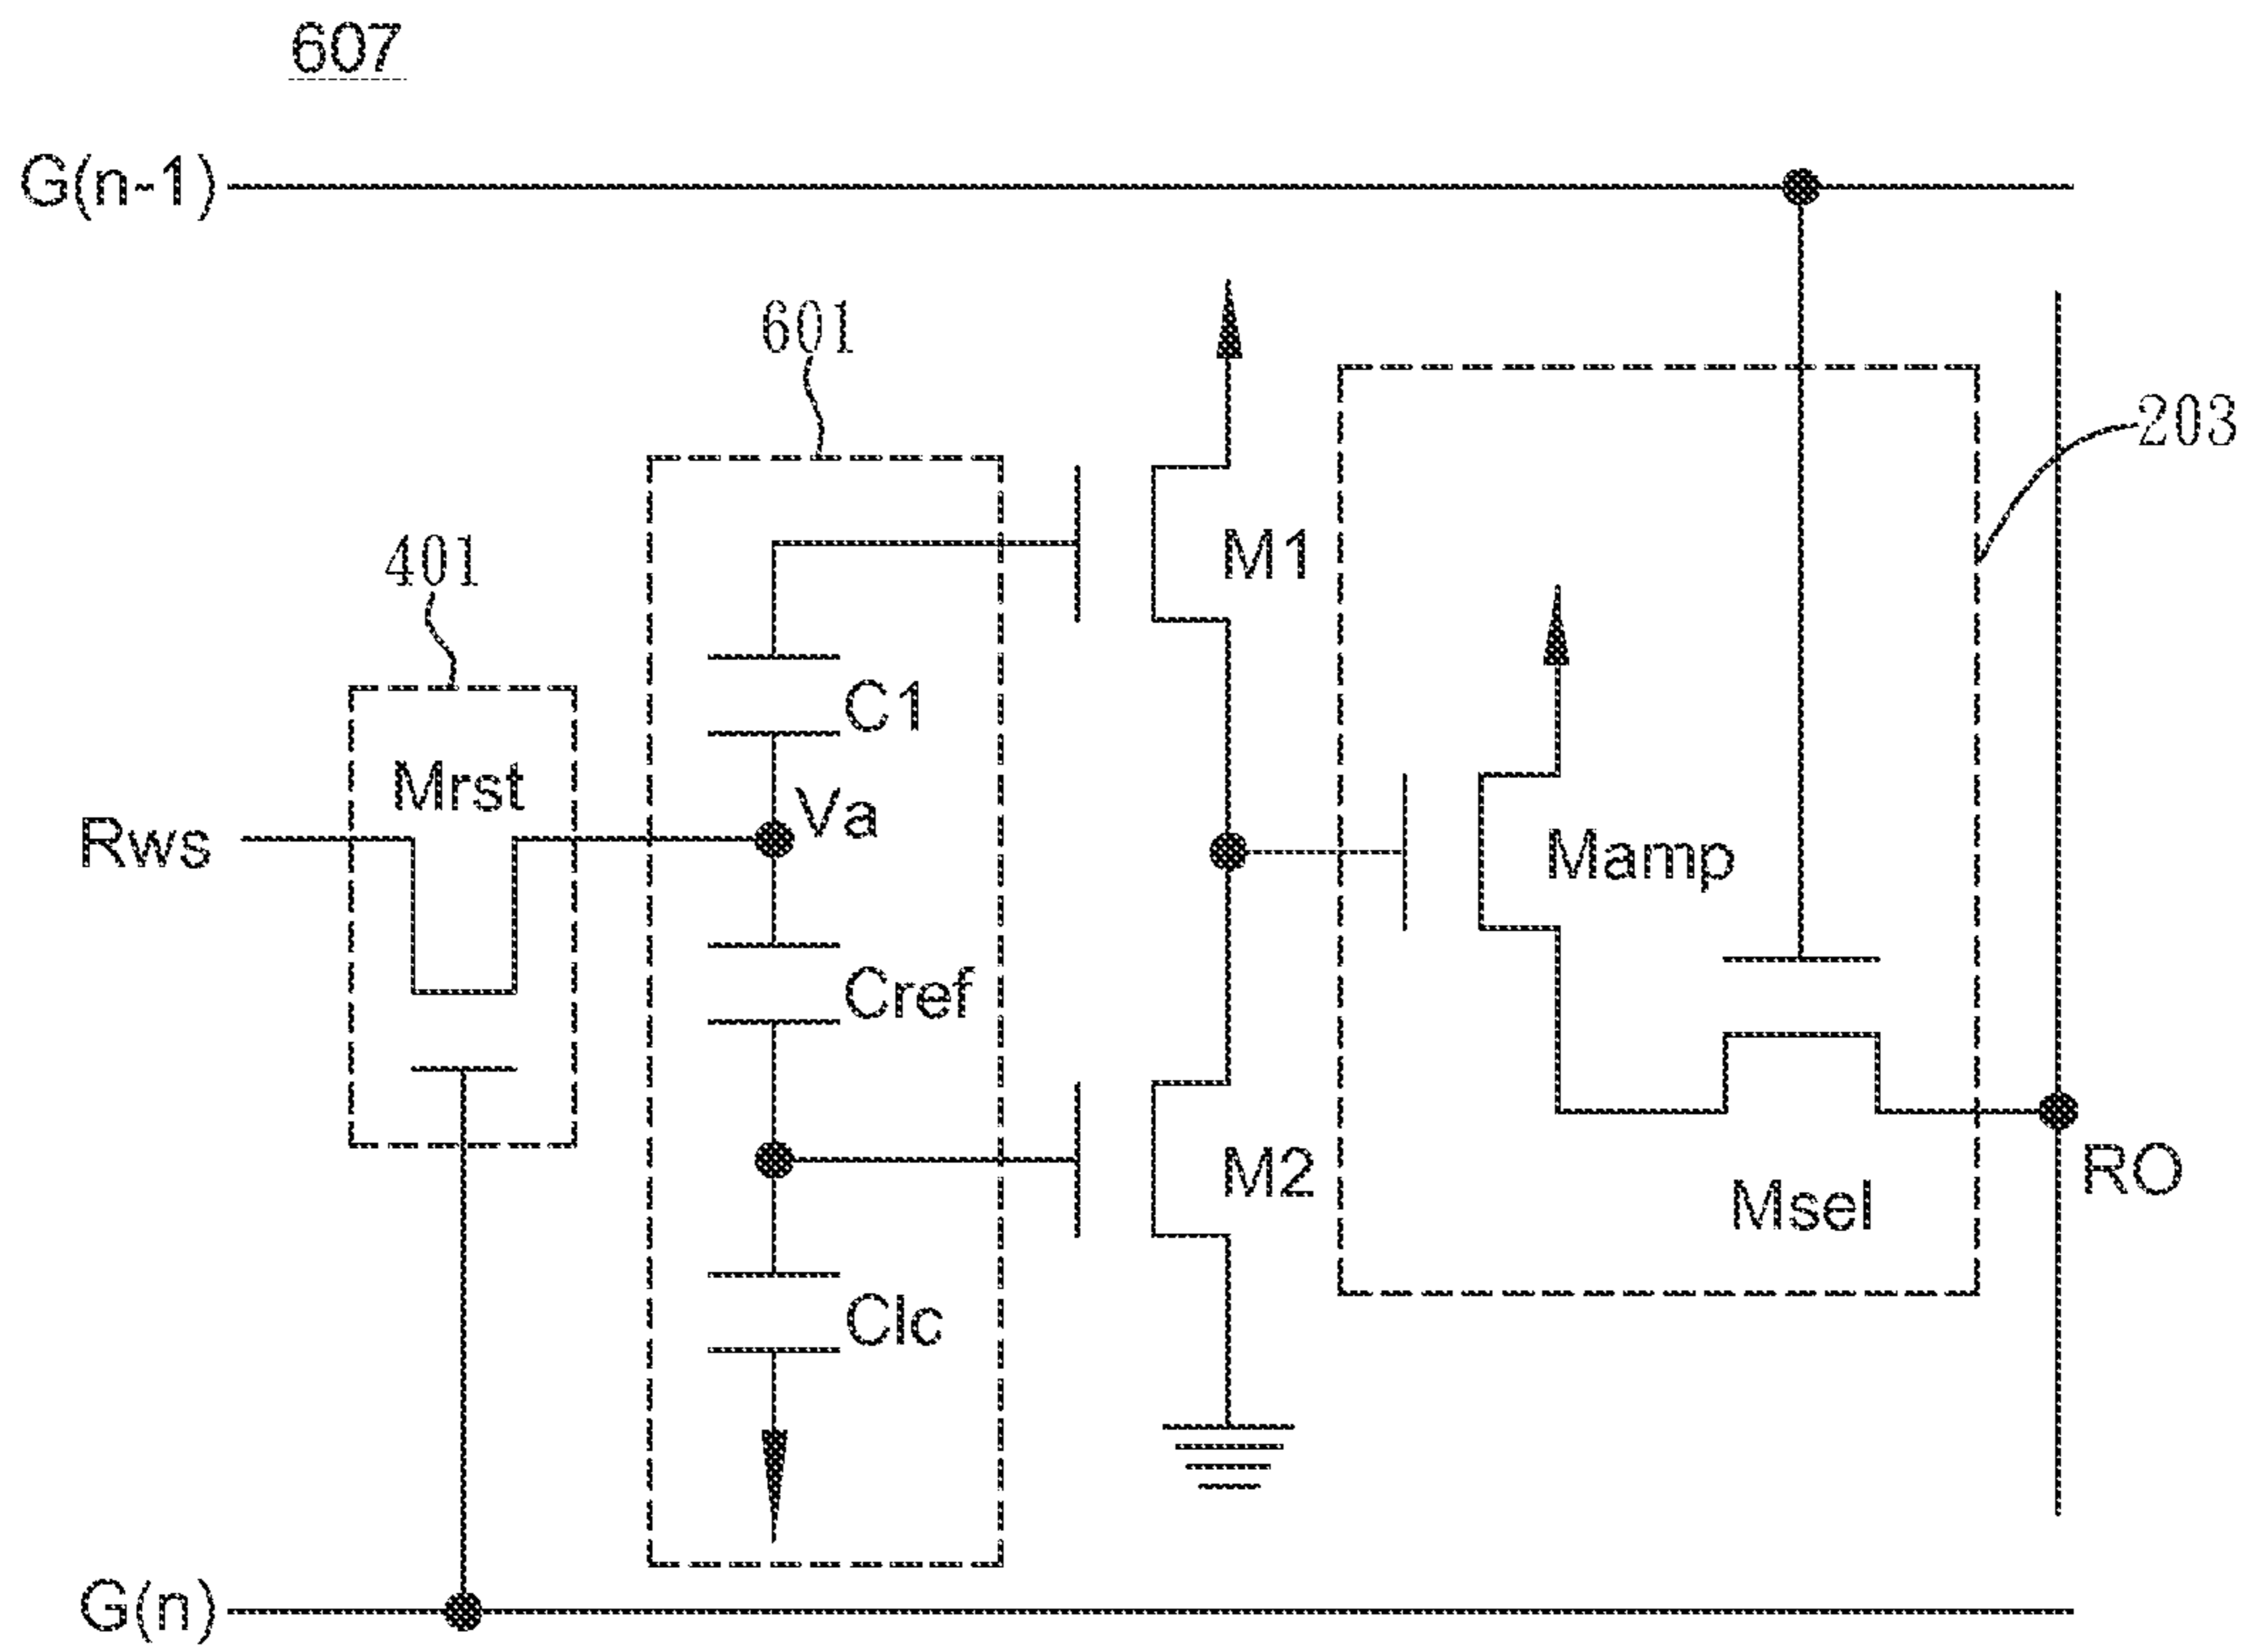 607
G(n-1)
601
203
401
M1
C1
Mrst
Va
Rws
Mamp
Cref
M2
RO
Msel
Clc
G(n)